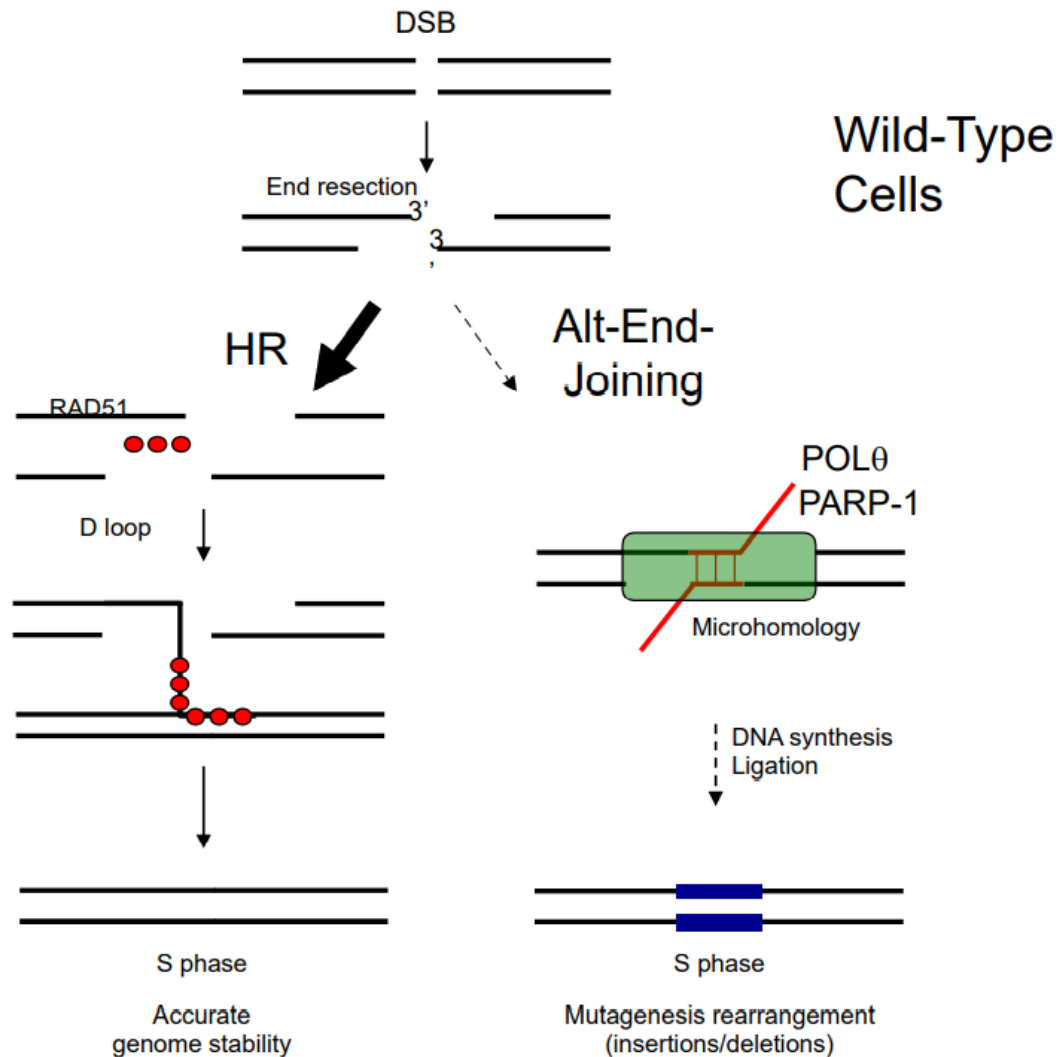 DSB
Wild-Type
Cells
End resection
3’
3
’
HR
Alt-End-
Joining
RAD51
POLθ
PARP-1
D loop
Microhomology
DNA synthesis
Ligation
S phase
S phase
Accurate
genome stability
Mutagenesis rearrangement
(insertions/deletions)